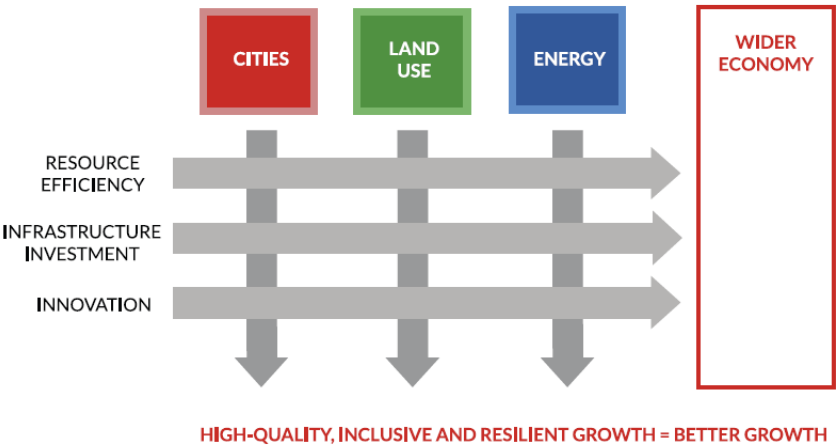 CITIES
LAND
USE
ENERGY
WIDER
ECONOMY
RESOURCE
EFFICIENCY
INFRASTRUCTURE
INVESTMENT
INNOVATION
HIGH-QUALITY, INCLUSIVE AND RESILIENT GROWTH = BETTER GROWTH